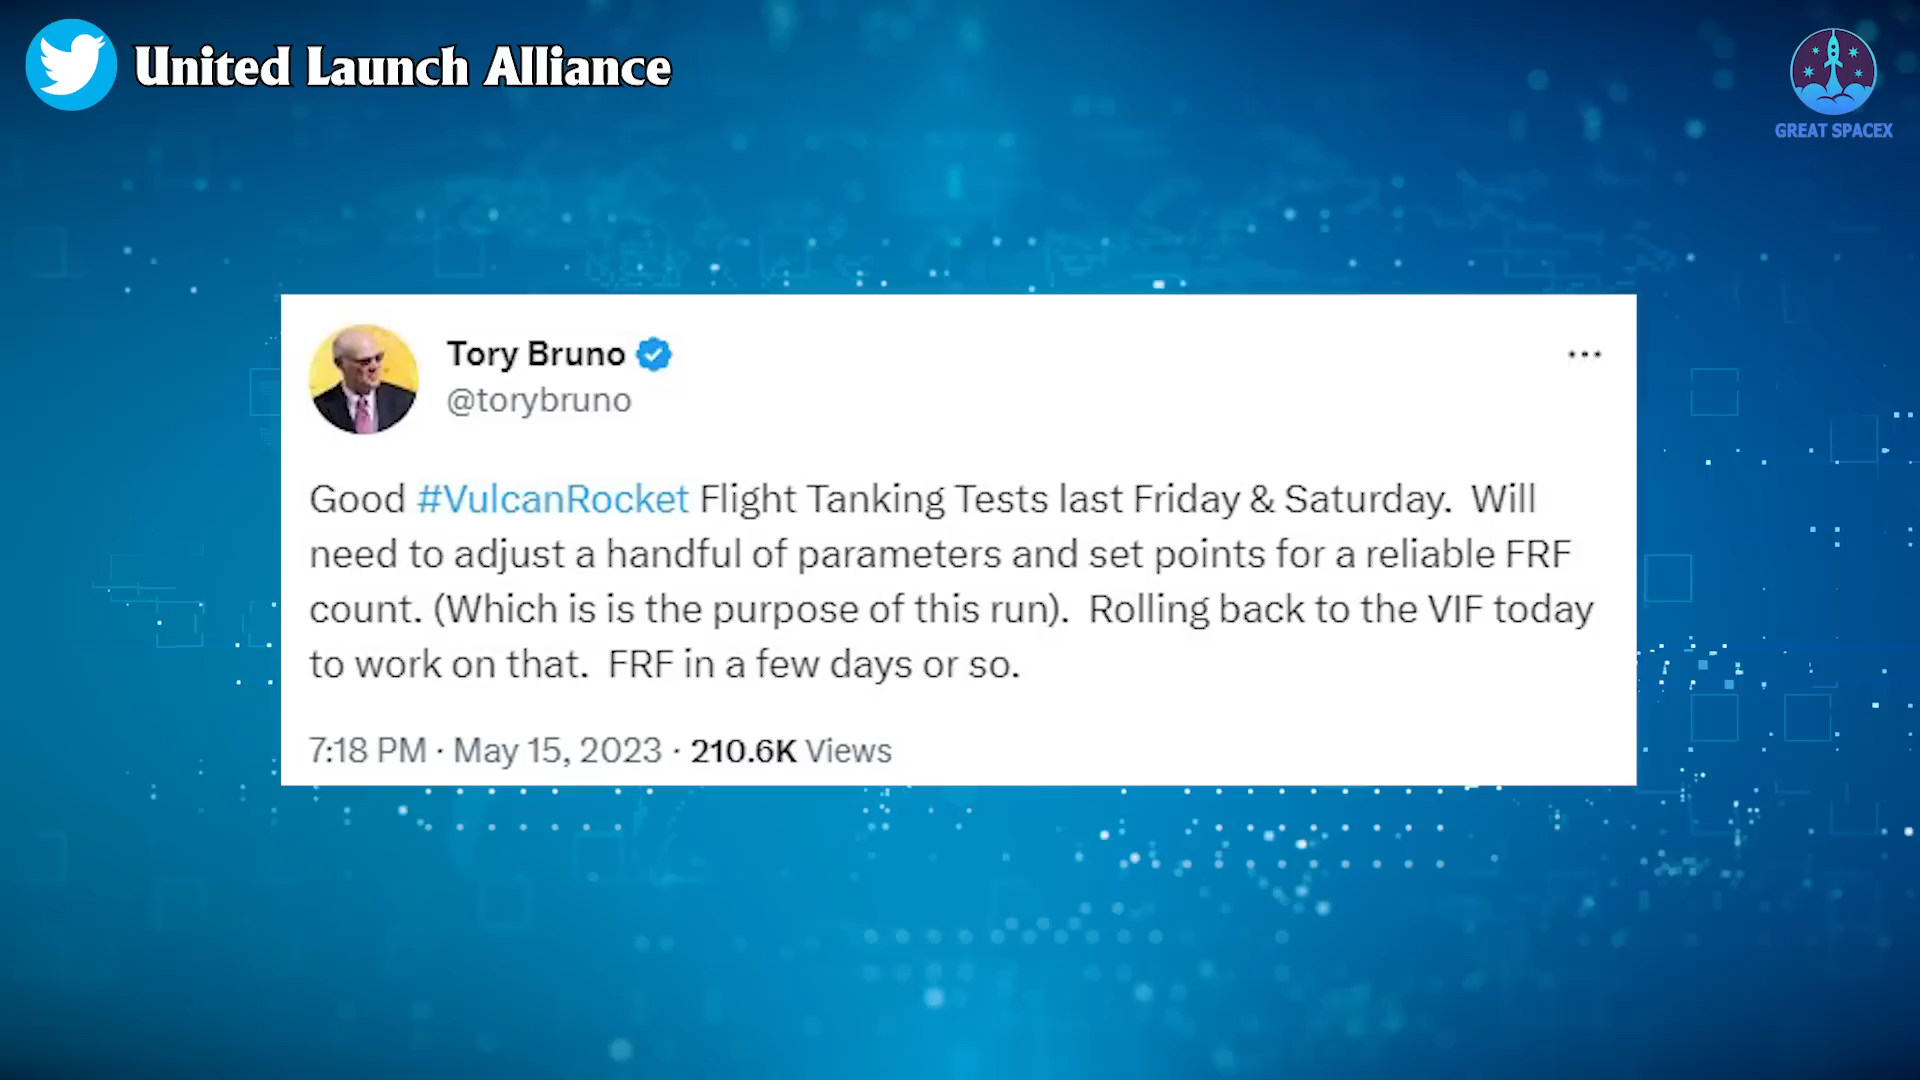 United Launch Alliance
GREAT SPACEX
Tory Bruno
@torybruno
Good #VulcanRocket Flight Tanking Tests last Friday & Saturday. Will
need to adjust a handful of parameters and set points for a reliable FRF
count. (Which is is the purpose of this run). Rolling back to the VIF today
to work on that. FRF in a few days or so.
7:18 PM · May 15, 2023 · 210.6K Views